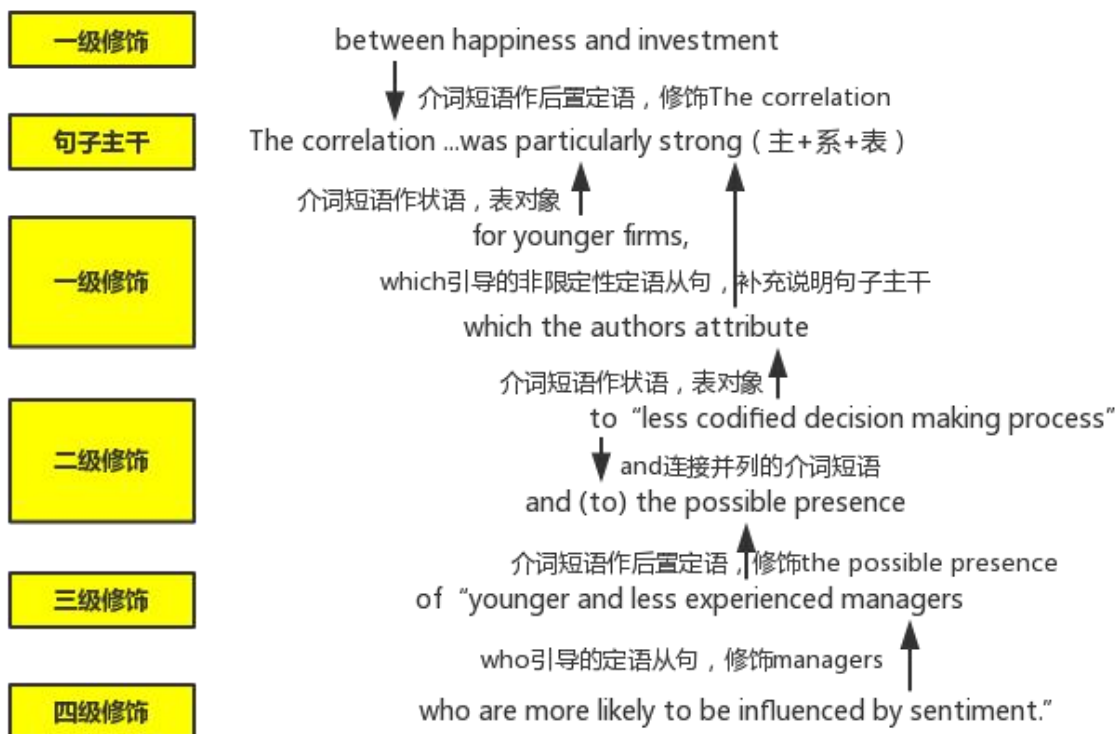 一级修饰
between happiness and investment
介词短语作后置定语，修饰The correlation
句子主干
The correlation ...was particularly strong（主+系+表）
介词短语作状语，表对象
for younger firms,
一级修饰
which引导的非限定性定语从句，补充说明句子主干
which the authors attribute
介词短语作状语，表对象
to “less codified decision making process”
二级修饰
and连接并列的介词短语
and (to) the possible presence
介词短语作后置定语，修饰the possible presence
三级修饰
of “younger and less experienced managers
who引导的定语从句，修饰managers
四级修饰
who are more likely to be influenced by sentiment.”